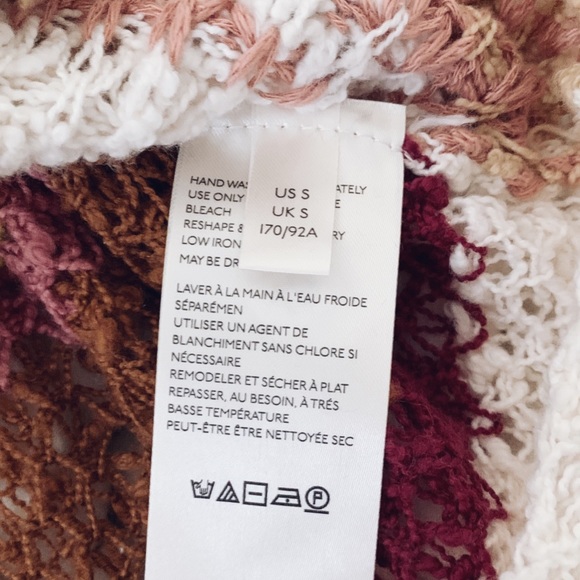 HAND WAS
ATELY
USE ONLY
E
BLEACH
RESHAPE &
RY
LOW IRON
MAY BE DR
US S
UK S
170/92A
LAVER À LA MAIN À L'EAU FROIDE
SÉPARÉMEN
UTILISER UN AGENT DE
BLANCHIMENT SANS CHLORE SI
NÉCESSAIRE
REMODELER ET SÉCHER À PLAT
REPASSER, AU BESOIN, À TRÉS
BASSE TEMPÉRATURE
PEUT-ÊTRE ÊTRE NETTOYÉE SEC
P